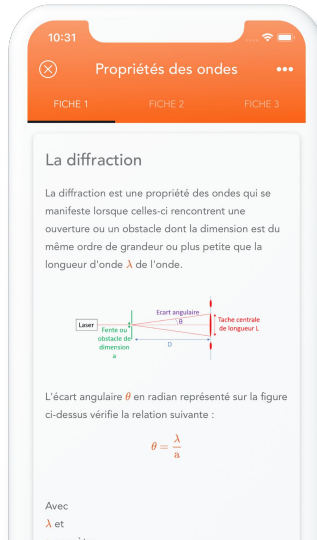 10:31
Propriétés des ondes
FICHE 1 FICHE 2 FICHE 3
La diffraction
La diffraction est une propriété des ondes qui se
manifeste lorsque celles-ci rencontrent une
ouverture ou un obstacle dont la dimension est du
même ordre de grandeur ou plus petite que la
longueur d'onde λ de l'onde.
Ecart angulaire
θ
Laser
Fente ou
obstacle de
dimension
a
D
Tache centrale
de longueur L
L'écart angulaire θ en radian représenté sur la figure
ci-dessus vérifie la relation suivante :
θ = λ/a
Avec
λ et